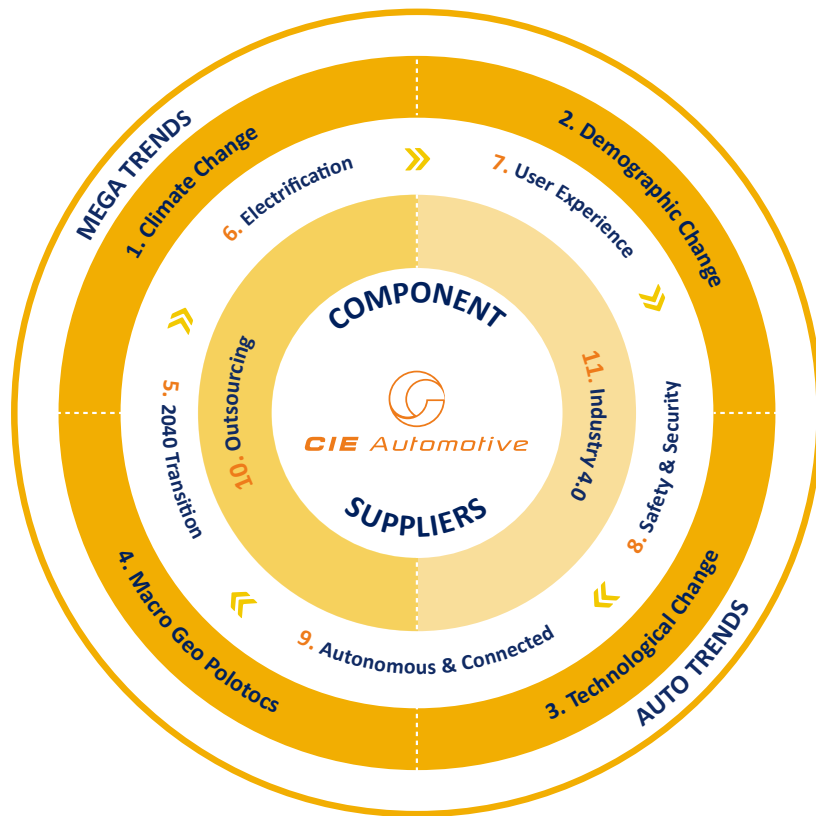 MEGA TRENDS
1. Climate Change
2. Demographic Change
3. Technological Change
4. Macro Geo Polotocs
AUTO TRENDS
5. 2040 Transition
6. Electrification
7. User Experience
8. Safety & Security
9. Autonomous & Connected
10. Outsourcing
11. Industry 4.0
COMPONENT
CIE Automotive
SUPPLIERS